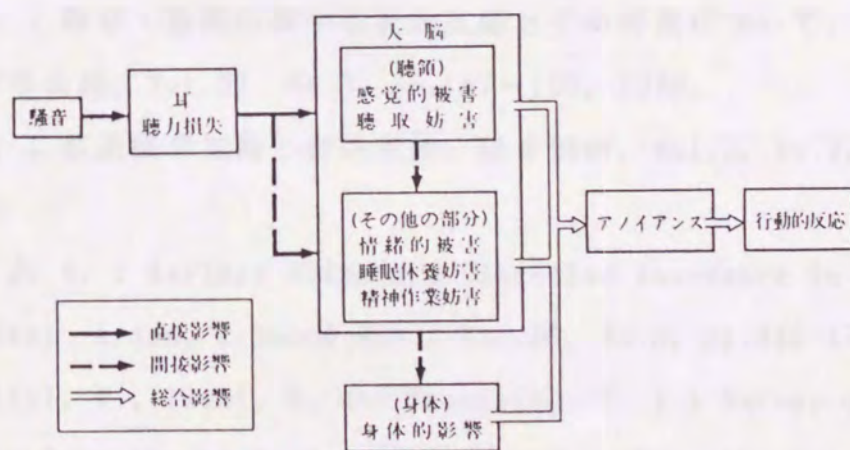 大脳
(聴領)
感覚的被害
聴取妨害
騒音
耳
聴力損失
(その他の部分)
情緒的被害
睡眠休養妨害
精神作業妨害
アノイアンス
行動的反応
直接影響
間接影響
総合影響
(身体)
身体的影響